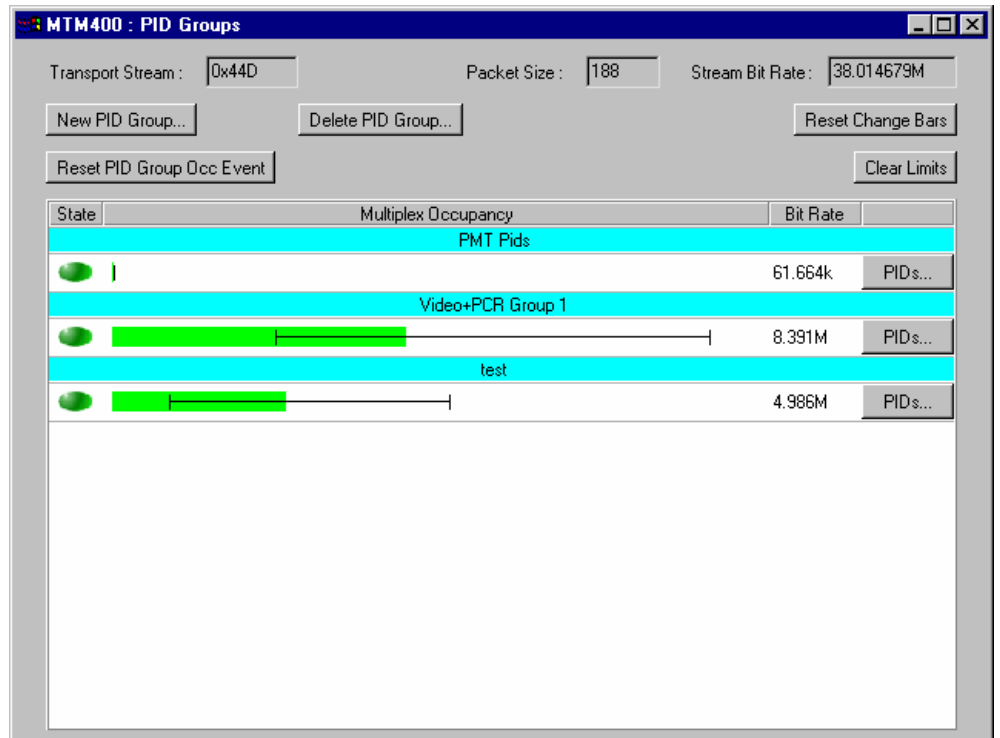 MTM400 : PID Groups
Transport Stream : 0x44D Packet Size : 188 Stream Bit Rate : 38.014679M
New PID Group... Delete PID Group... Reset Change Bars
Reset PID Group Occ Event Clear Limits
State Multiplex Occupancy Bit Rate
PMT Pids
61.664k PIDs...
Video+PCR Group 1
8.391M PIDs...
test
4.986M PIDs...